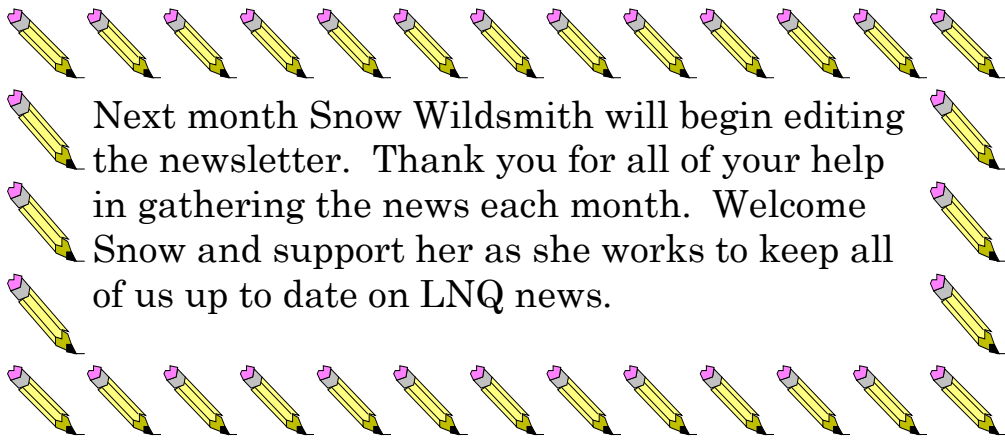 Next month Snow Wildsmith will begin editing
the newsletter.  Thank you for all of your help
in gathering the news each month.  Welcome
Snow and support her as she works to keep all
of us up to date on LNQ news.